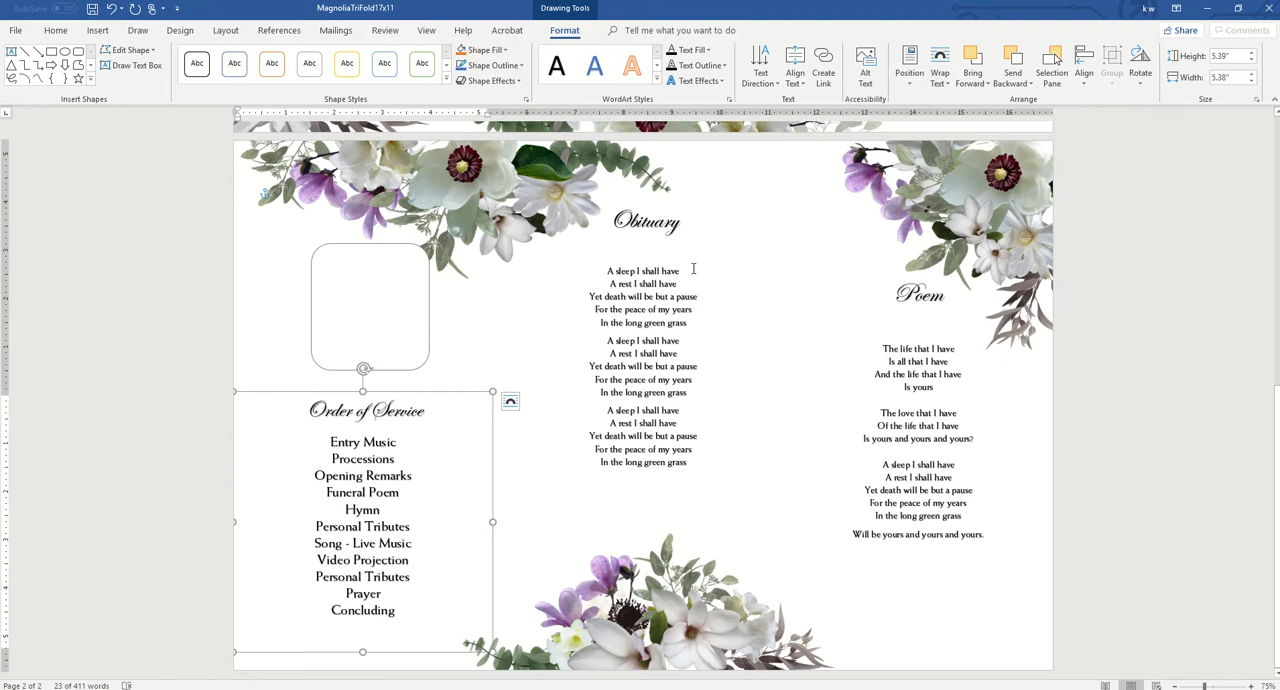 AutoSave
Off
MagnoliaTriFold17x11
Drawing Tools
k w
File
Home
Insert
Draw
Design
Layout
References
Mailings
Review
View
Help
Acrobat
Format
Tell me what you want to do
Share
Comments
Edit Shape
Draw Text Box
Insert Shapes
Abc Abc Abc Abc Abc Abc Abc
Shape Fill
Shape Outline
Shape Effects
Shape Styles
A A A
Text Fill
Text Outline
Text Effects
WordArt Styles
Text Direction
Align Text
Create Link
Text
Alt Text
Accessibility
Position
Wrap Text
Bring Forward
Send Backward
Selection Pane
Align
Group
Rotate
Arrange
Height: 5.39"
Width: 5.38"
Size
Order of Service
Entry Music
Processions
Opening Remarks
Funeral Poem
Hymn
Personal Tributes
Song - Live Music
Video Projection
Personal Tributes
Prayer
Concluding
Obituary
A sleep I shall have
A rest I shall have
Yet death will be but a pause
For the peace of my years
In the long green grass
A sleep I shall have
A rest I shall have
Yet death will be but a pause
For the peace of my years
In the long green grass
A sleep I shall have
A rest I shall have
Yet death will be but a pause
For the peace of my years
In the long green grass
Poem
The life that I have
Is all that I have
And the life that I have
Is yours
The love that I have
Of the life that I have
Is yours and yours and yours?
A sleep I shall have
A rest I shall have
Yet death will be but a pause
For the peace of my years
In the long green grass
Will be yours and yours and yours.
Page 2 of 2
23 of 411 words
75%